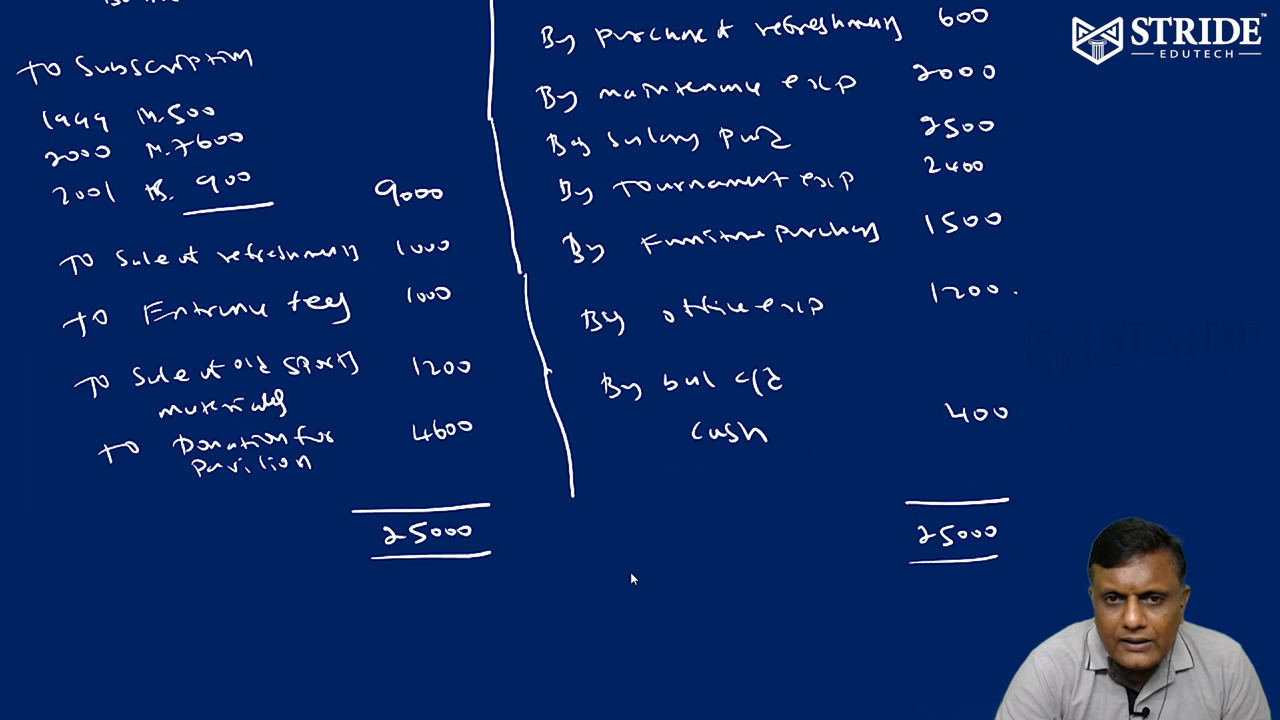 STRIDE
EDUTECH
TM
To Subscription
1999 Rs.500
2000 Rs.7600
2001 Rs. 900 9000
To Sale of refreshments 1000
To Entrance fees 1000
To Sale of old sports 1200
materials
To Donation for 4600
Pavilion
25000
By purchase of refreshments 600
By maintenance exp 2000
By Salary paid 2500
By Tournament exp 2400
By Furniture purchases 1500
By office exp 1200.
By bal c/d
Cash 400
25000